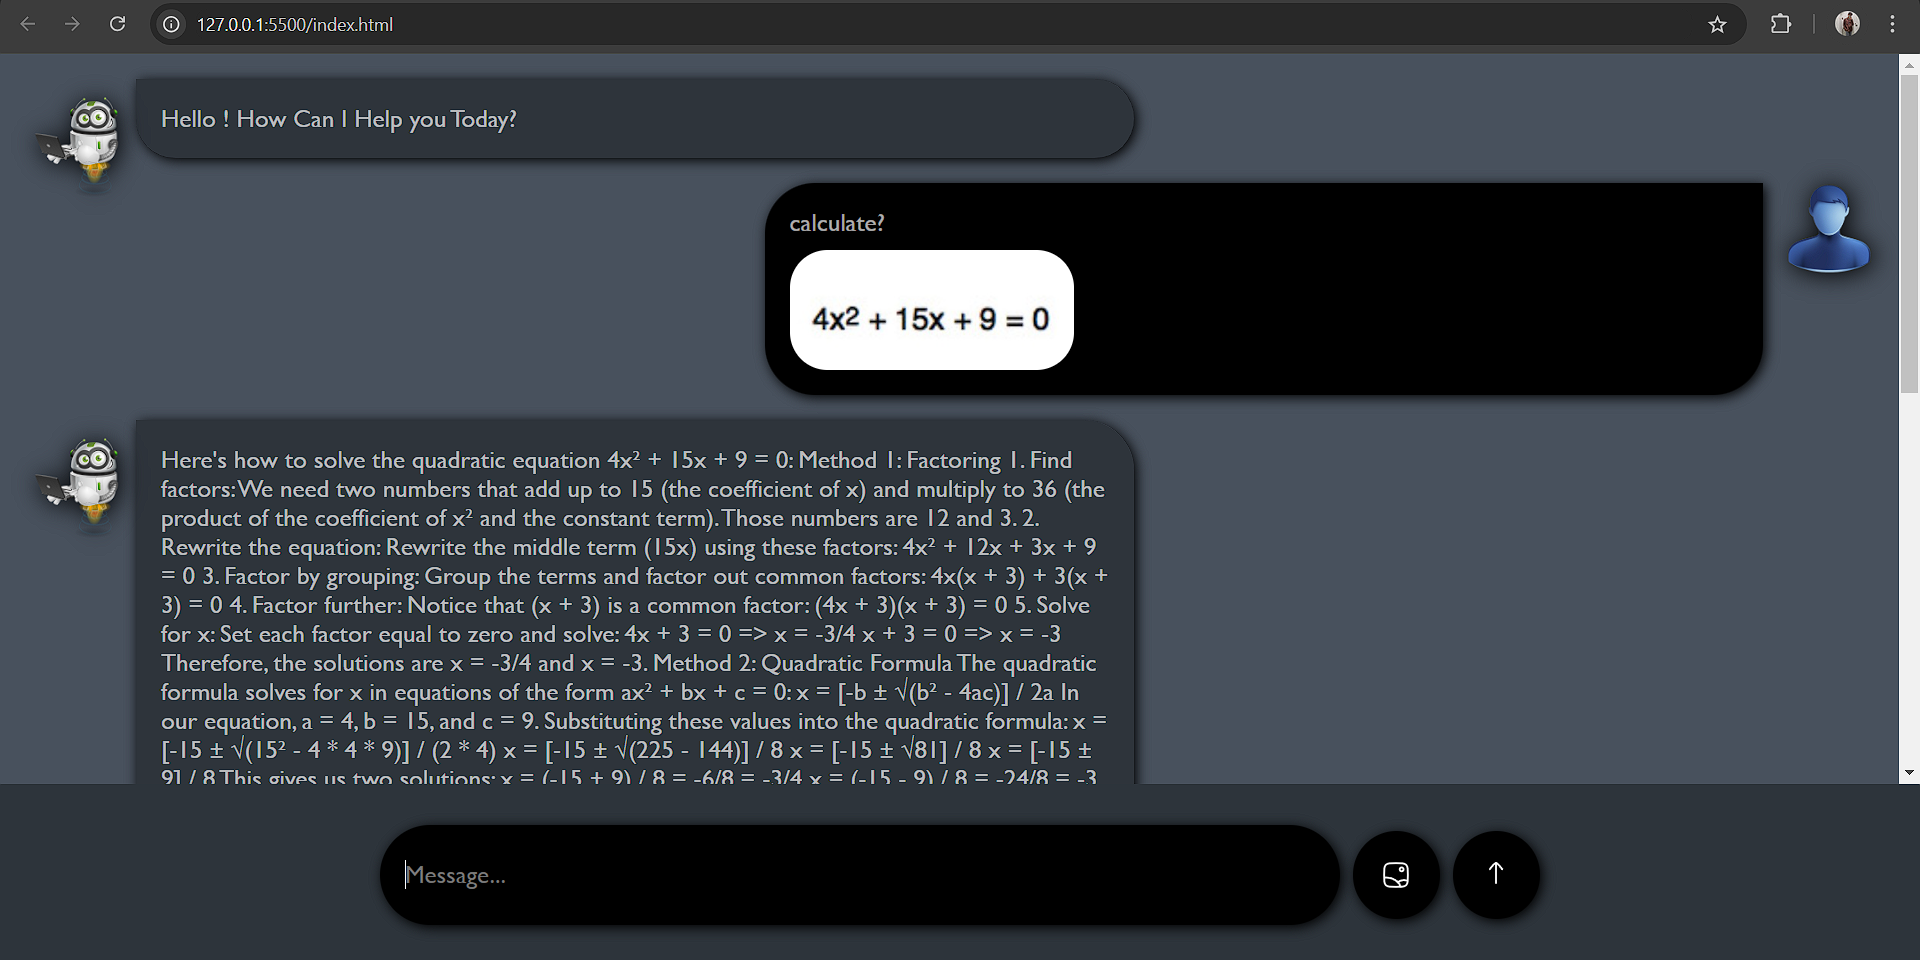 127.0.0.1:5500/index.html
Hello ! How Can I Help you Today?
calculate?
4x² + 15x + 9 = 0
Here's how to solve the quadratic equation 4x² + 15x + 9 = 0: Method 1: Factoring 1. Find
factors: We need two numbers that add up to 15 (the coefficient of x) and multiply to 36 (the
product of the coefficient of x² and the constant term). Those numbers are 12 and 3. 2.
Rewrite the equation: Rewrite the middle term (15x) using these factors: 4x² + 12x + 3x + 9
= 0 3. Factor by grouping: Group the terms and factor out common factors: 4x(x + 3) + 3(x +
3) = 0 4. Factor further: Notice that (x + 3) is a common factor: (4x + 3)(x + 3) = 0 5. Solve
for x: Set each factor equal to zero and solve: 4x + 3 = 0 => x = -3/4 x + 3 = 0 => x = -3
Therefore, the solutions are x = -3/4 and x = -3. Method 2: Quadratic Formula The quadratic
formula solves for x in equations of the form ax² + bx + c = 0: x = [-b ± √(b² - 4ac)] / 2a In
our equation, a = 4, b = 15, and c = 9. Substituting these values into the quadratic formula: x =
[-15 ± √(15² - 4 * 4 * 9)] / (2 * 4) x = [-15 ± √(225 - 144)] / 8 x = [-15 ± √81] / 8 x = [-15 ±
9] / 8 This gives us two solutions: x = (-15 + 9) / 8 = -6/8 = -3/4 x = (-15 - 9) / 8 = -24/8 = -3
Message...